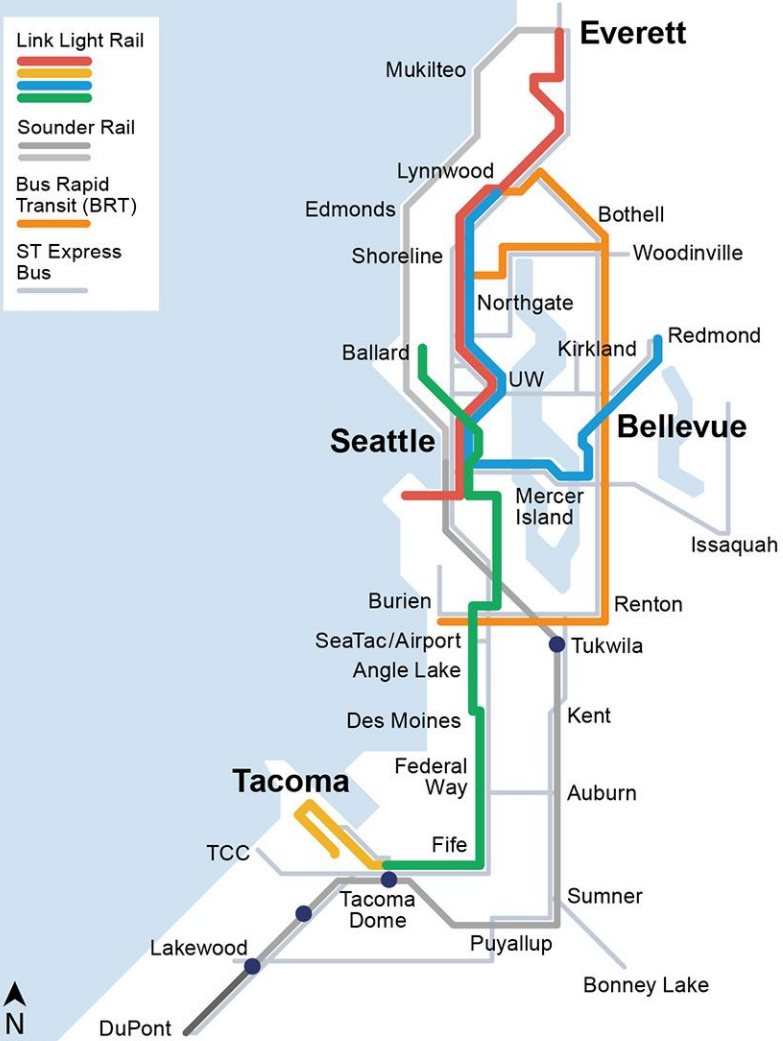 Link Light Rail
Sounder Rail
Bus Rapid
Transit (BRT)
ST Express
Bus
Everett
Mukilteo
Lynnwood
Edmonds
Bothell
Shoreline
Woodinville
Northgate
Ballard
Kirkland
Redmond
UW
Seattle
Bellevue
Mercer
Island
Issaquah
Burien
Renton
SeaTac/Airport
Tukwila
Angle Lake
Des Moines
Kent
Federal
Way
Tacoma
Auburn
Fife
TCC
Tacoma
Dome
Sumner
Puyallup
Lakewood
Bonney Lake
N
DuPont